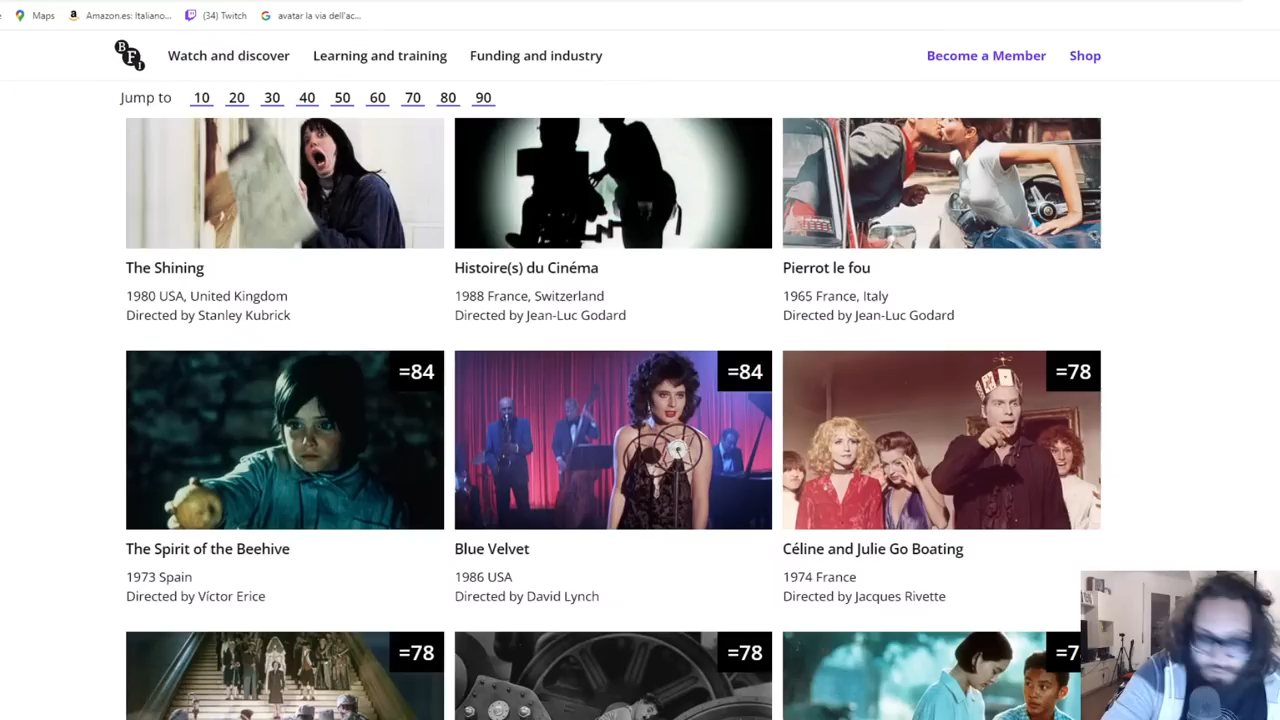 Maps
Amazon.es: Italiano...
(34) Twitch
avatar la via dell'ac...
BFI
Watch and discover
Learning and training
Funding and industry
Become a Member
Shop
Jump to 10 20 30 40 50 60 70 80 90
The Shining
1980 USA, United Kingdom
Directed by Stanley Kubrick
Histoire(s) du Cinéma
1988 France, Switzerland
Directed by Jean-Luc Godard
Pierrot le fou
1965 France, Italy
Directed by Jean-Luc Godard
=84
The Spirit of the Beehive
1973 Spain
Directed by Víctor Erice
=84
Blue Velvet
1986 USA
Directed by David Lynch
=78
Céline and Julie Go Boating
1974 France
Directed by Jacques Rivette
=78
=78
=7